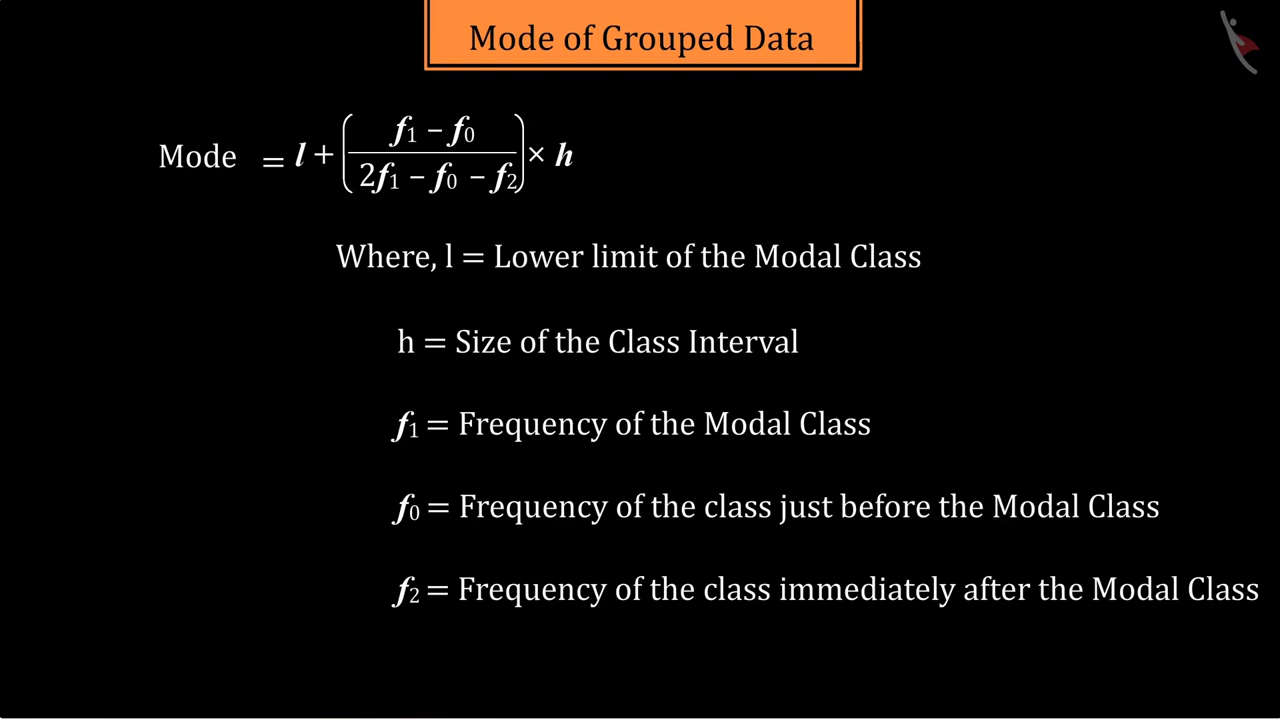 Mode of Grouped Data
Mode = l + ( f₁ – f₀ / 2f₁ – f₀ – f₂ ) × h
Where, l = Lower limit of the Modal Class
h = Size of the Class Interval
f₁ = Frequency of the Modal Class
f₀ = Frequency of the class just before the Modal Class
f₂ = Frequency of the class immediately after the Modal Class